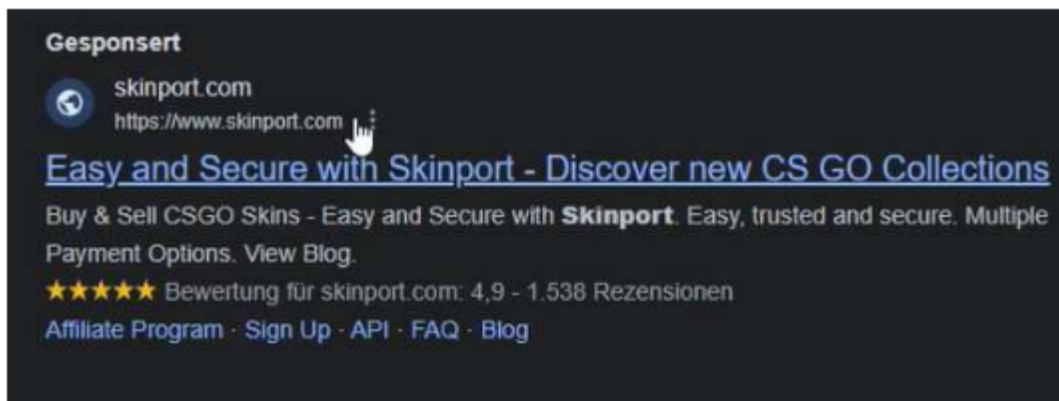 Gesponsert
skinport.com
https://www.skinport.com
Easy and Secure with Skinport - Discover new CS GO Collections
Buy & Sell CSGO Skins - Easy and Secure with Skinport. Easy, trusted and secure. Multiple
Payment Options. View Blog.
★★★★★ Bewertung für skinport.com: 4,9 - 1.538 Rezensionen
Affiliate Program · Sign Up · API · FAQ · Blog